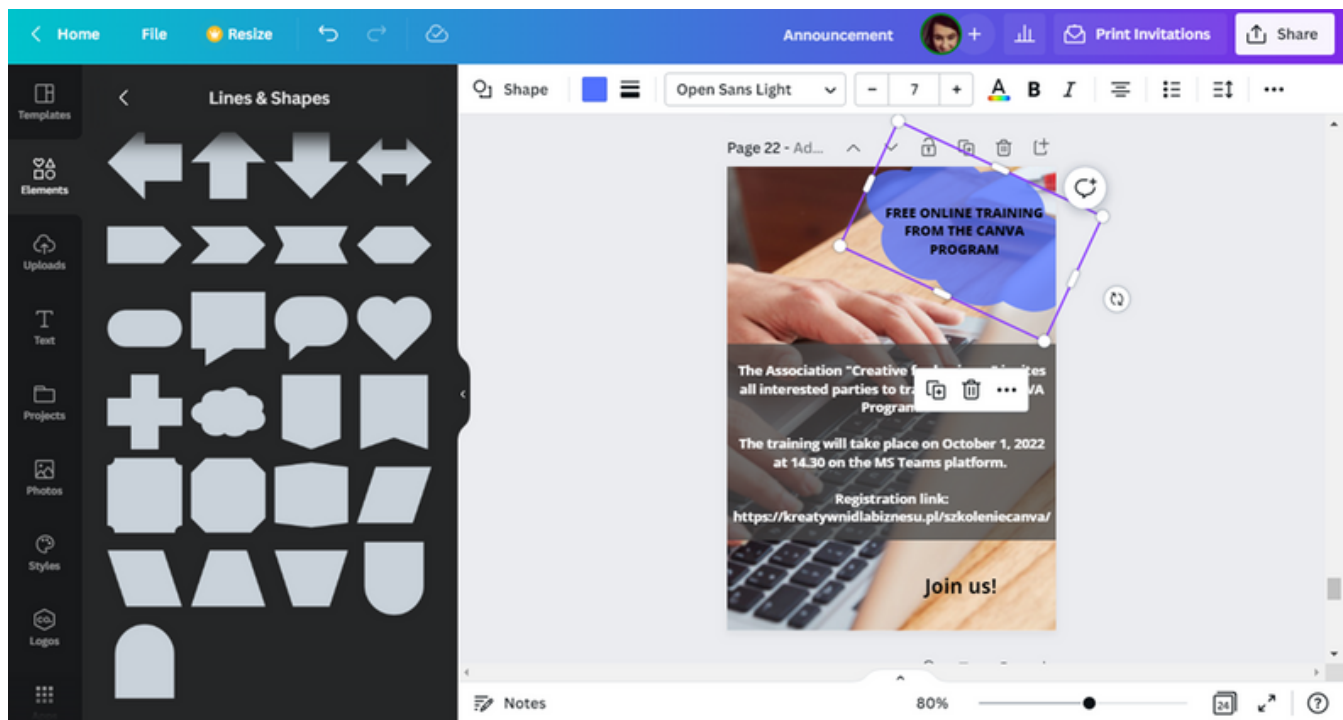 Home File Resize Announcement Print Invitations Share
Templates
Elements
Uploads
Text
Projects
Photos
Styles
Logos
Lines & Shapes
Shape Open Sans Light - 7 + A B I
Page 22 - Ad...
FREE ONLINE TRAINING
FROM THE CANVA
PROGRAM
The Association "Creative
all interested parties to
The training will take place on October 1, 2022
at 14.30 on the MS Teams platform.
Registration link:
https://kreatywnidlabiznesu.pl/szkoleniecanva/
Join us!
Notes 80% 24 ?